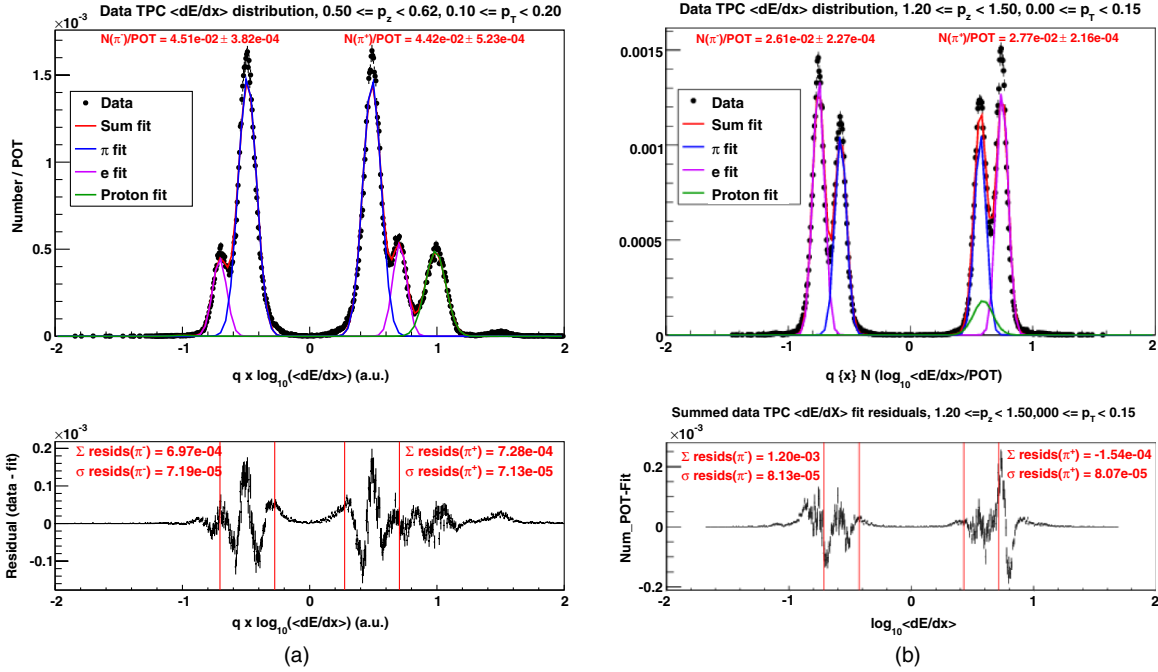 Data TPC <dE/dx> distribution, 0.50 <= p_z < 0.62, 0.10 <= p_T < 0.20
×10⁻³
N(π⁻)/POT = 4.51e-02 ± 3.82e-04
N(π⁺)/POT = 4.42e-02 ± 5.23e-04
Number / POT
1.5
1
0.5
0
Data
Sum fit
π fit
e fit
Proton fit
-2 -1 0 1 2
q x log₁₀(<dE/dx>) (a.u.)
×10⁻³
Σ resids(π⁻) = 6.97e-04
σ resids(π⁻) = 7.19e-05
Σ resids(π⁺) = 7.28e-04
σ resids(π⁺) = 7.13e-05
Residual (data - fit)
0.2
0.1
0
-0.1
-2 -1 0 1 2
q x log₁₀(<dE/dx>) (a.u.)
(a)
Data TPC <dE/dx> distribution, 1.20 <= p_z < 1.50, 0.00 <= p_T < 0.15
N(π⁻)/POT = 2.61e-02 ± 2.27e-04
N(π⁺)/POT = 2.77e-02 ± 2.16e-04
0.0015
0.001
0.0005
0
Data
Sum fit
π fit
e fit
Proton fit
-2 -1 0 1 2
q {x} N (log₁₀<dE/dx>/POT)
Summed data TPC <dE/dX> fit residuals, 1.20 <=p_z < 1.50,000 <= p_T < 0.15
×10⁻³
Σ resids(π⁻) = 1.20e-03
σ resids(π⁻) = 8.13e-05
Σ resids(π⁺) = -1.54e-04
σ resids(π⁺) = 8.07e-05
Num_POT-Fit
0.2
0
-0.2
-2 -1 0 1 2
log₁₀<dE/dx>
(b)